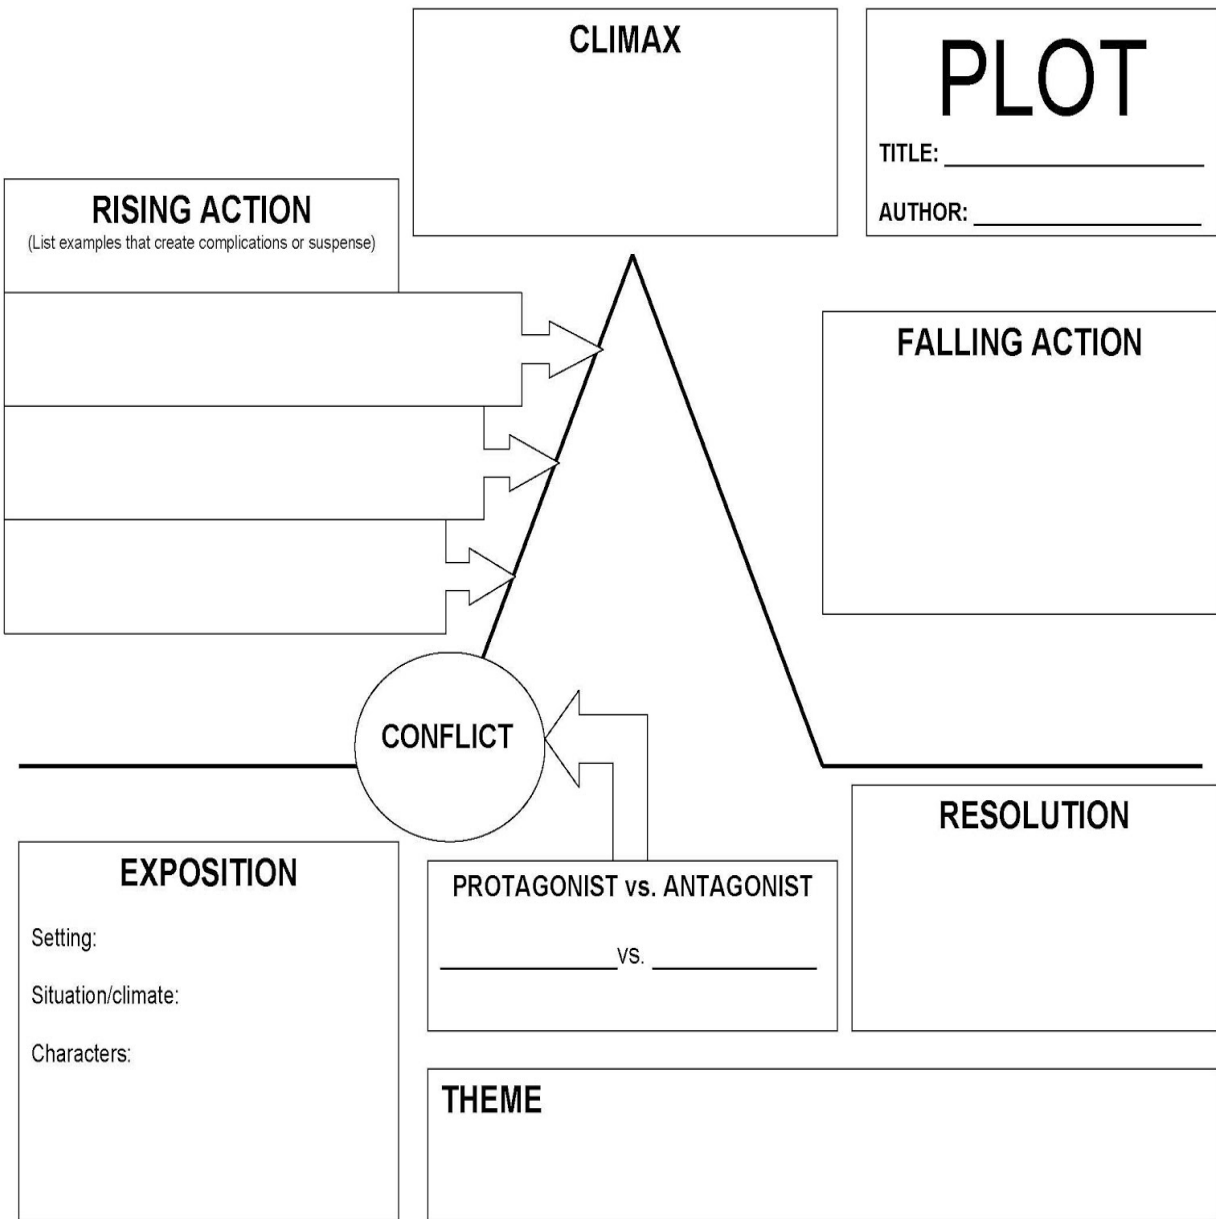 CLIMAX
PLOT
TITLE:
AUTHOR:
RISING ACTION
(List examples that create complications or suspense)
FALLING ACTION
CONFLICT
RESOLUTION
EXPOSITION
Setting:
Situation/climate:
Characters:
PROTAGONIST vs. ANTAGONIST
vs.
THEME